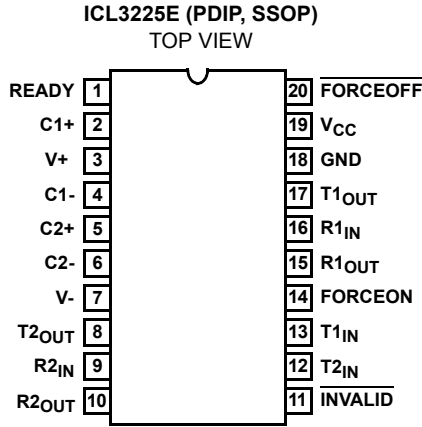 ICL3225E (PDIP, SSOP)
TOP VIEW
READY 1
C1+ 2
V+ 3
C1- 4
C2+ 5
C2- 6
V- 7
T2OUT 8
R2IN 9
R2OUT 10
20 FORCEOFF
19 VCC
18 GND
17 T1OUT
16 R1IN
15 R1OUT
14 FORCEON
13 T1IN
12 T2IN
11 INVALID